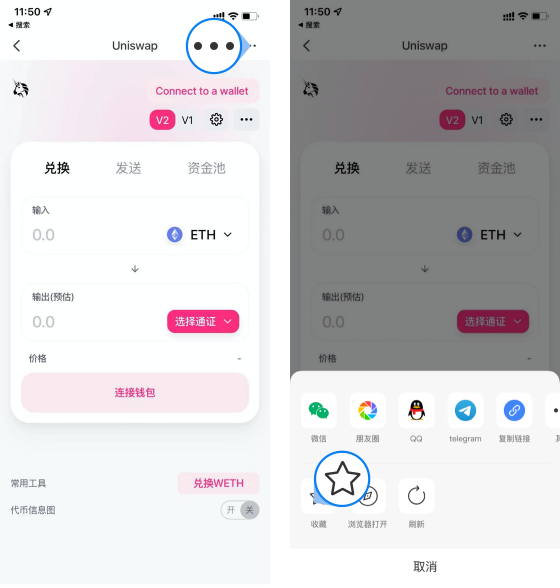 11:50
搜索
Uniswap
Connect to a wallet
V2 V1
兑换 发送 资金池
输入
0.0 ETH
输出(预估)
0.0 选择通证
价格 -
连接钱包
常用工具 兑换WETH
代币信息图 开 关
11:50
搜索
Uniswap
Connect to a wallet
V2 V1
兑换 发送 资金池
输入
0.0 ETH
输出(预估)
0.0 选择通证
价格 -
微信 朋友圈 QQ telegram 复制链接
收藏 浏览器打开 刷新
取消